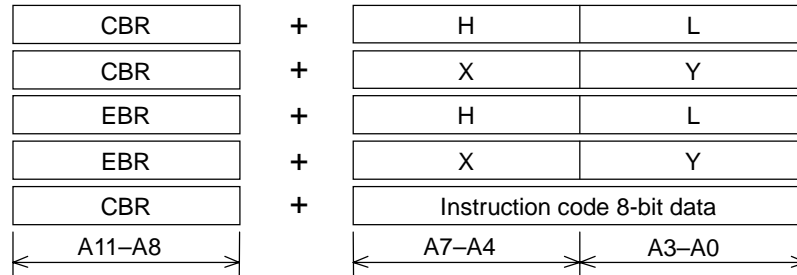 CBR + H L
CBR + X Y
EBR + H L
EBR + X Y
CBR + Instruction code 8-bit data
A11–A8 A7–A4 A3–A0